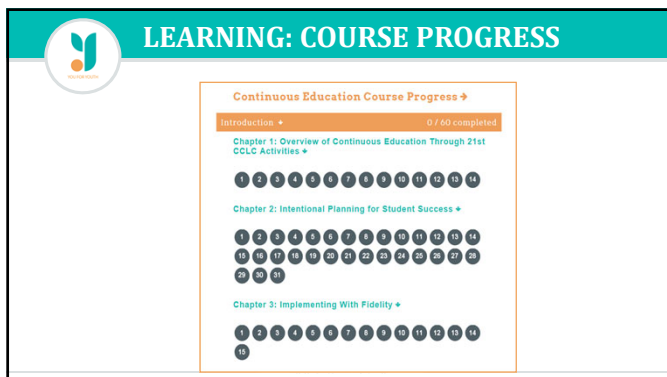 LEARNING: COURSE PROGRESS
YOU FOR YOUTH
Continuous Education Course Progress →
Introduction + 0 / 60 completed
Chapter 1: Overview of Continuous Education Through 21st
CCLC Activities +
1 2 3 4 5 6 7 8 9 10 11 12 13 14
Chapter 2: Intentional Planning for Student Success +
1 2 3 4 5 6 7 8 9 10 11 12 13 14
15 16 17 18 19 20 21 22 23 24 25 26 27 28
29 30 31
Chapter 3: Implementing With Fidelity +
1 2 3 4 5 6 7 8 9 10 11 12 13 14
15